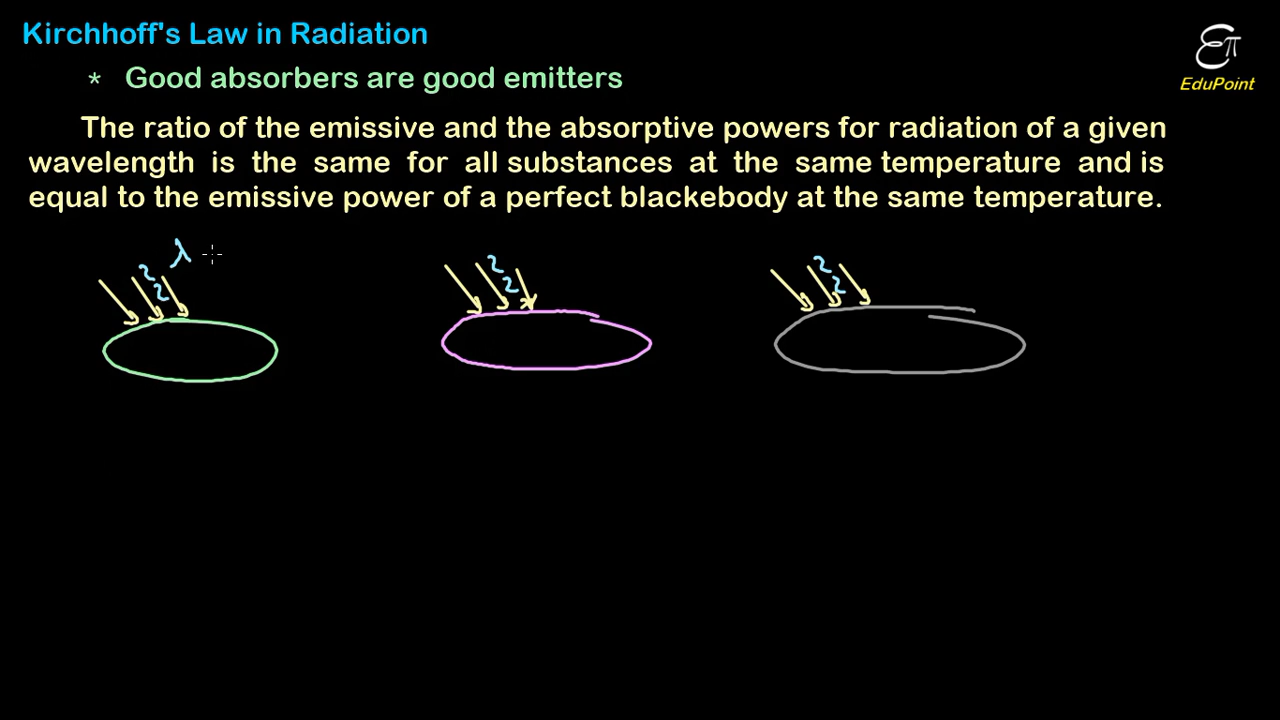 Kirchhoff's Law in Radiation
* Good absorbers are good emitters
The ratio of the emissive and the absorptive powers for radiation of a given
wavelength is the same for all substances at the same temperature and is
equal to the emissive power of a perfect blackebody at the same temperature.
επ
EduPoint
λ